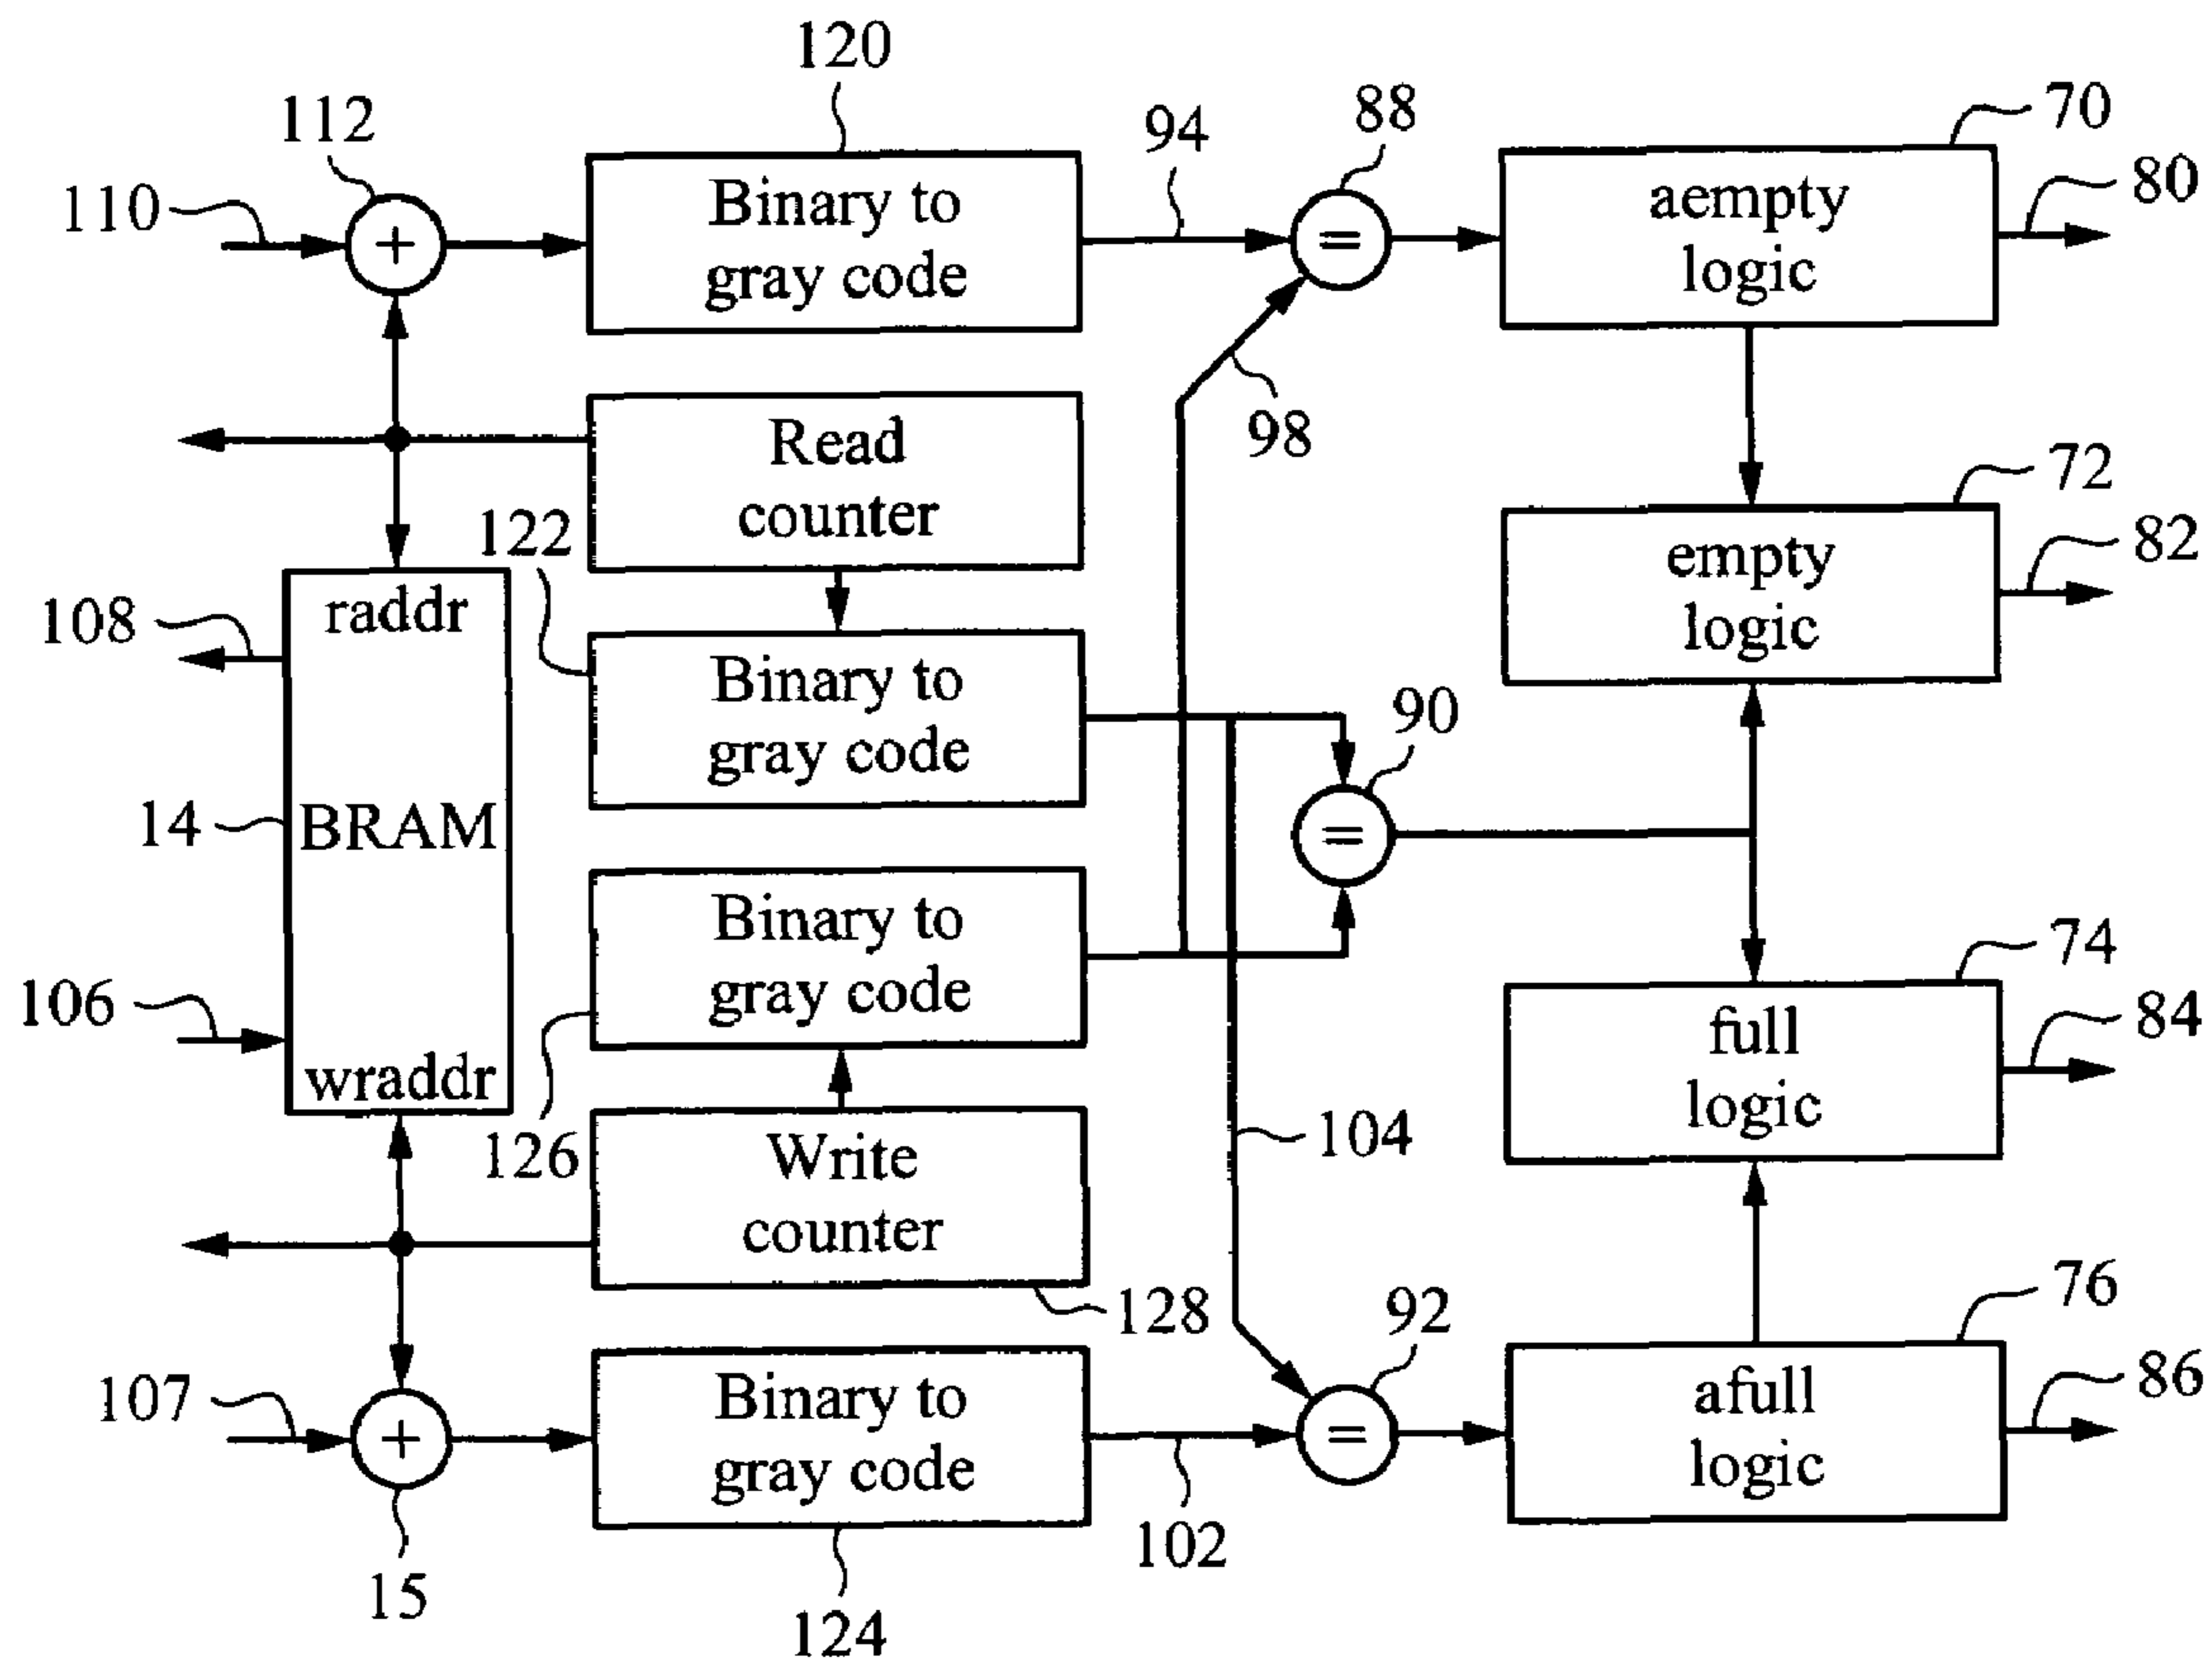 120
112
110
+
Binary to
gray code
94
88
=
aempty
logic
70
80
98
Read
counter
122
raddr
108
Binary to
gray code
90
=
empty
logic
72
82
14
BRAM
Binary to
gray code
126
106
wraddr
full
logic
74
84
104
Write
counter
128
107
+
15
Binary to
gray code
124
102
92
=
afull
logic
76
86